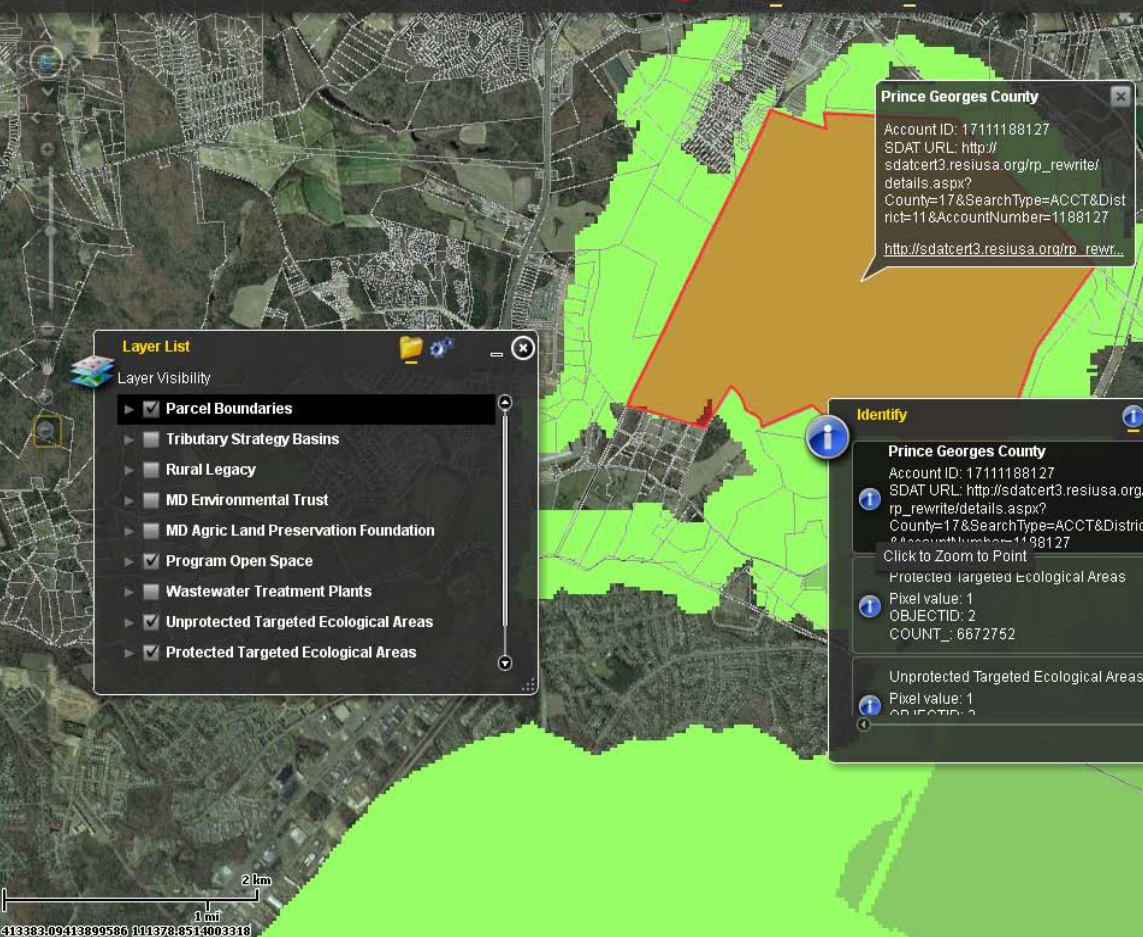 Prince Georges County
Account ID: 17111188127
SDAT URL: http://
sdatcert3.resiusa.org/rp_rewrite/
details.aspx?
County=17&SearchType=ACCT&Dist
rict=11&AccountNumber=1188127
http://sdatcert3.resiusa.org/rp_rewr...
Layer List
Layer Visibility
Parcel Boundaries
Tributary Strategy Basins
Rural Legacy
MD Environmental Trust
MD Agric Land Preservation Foundation
Program Open Space
Wastewater Treatment Plants
Unprotected Targeted Ecological Areas
Protected Targeted Ecological Areas
Identify
Prince Georges County
Account ID: 17111188127
SDAT URL: http://sdatcert3.resiusa.org/
rp_rewrite/details.aspx?
County=17&SearchType=ACCT&Distric
Click to Zoom to Point
Protected Targeted Ecological Areas
Pixel value: 1
OBJECTID: 2
COUNT_: 6672752
Unprotected Targeted Ecological Areas
Pixel value: 1
2 km
1 mi
413383.09413899586 111378.8514003318